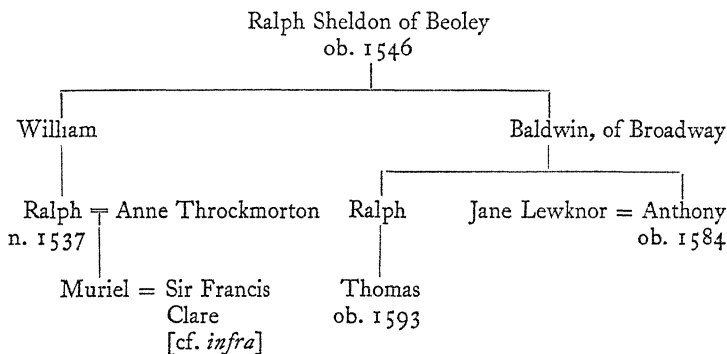 Ralph Sheldon of Beoley
ob. 1546
William
Baldwin, of Broadway
Ralph = Anne Throckmorton
n. 1537
Ralph
Jane Lewknor = Anthony
ob. 1584
Muriel = Sir Francis
Clare
[cf. infra]
Thomas
ob. 1593